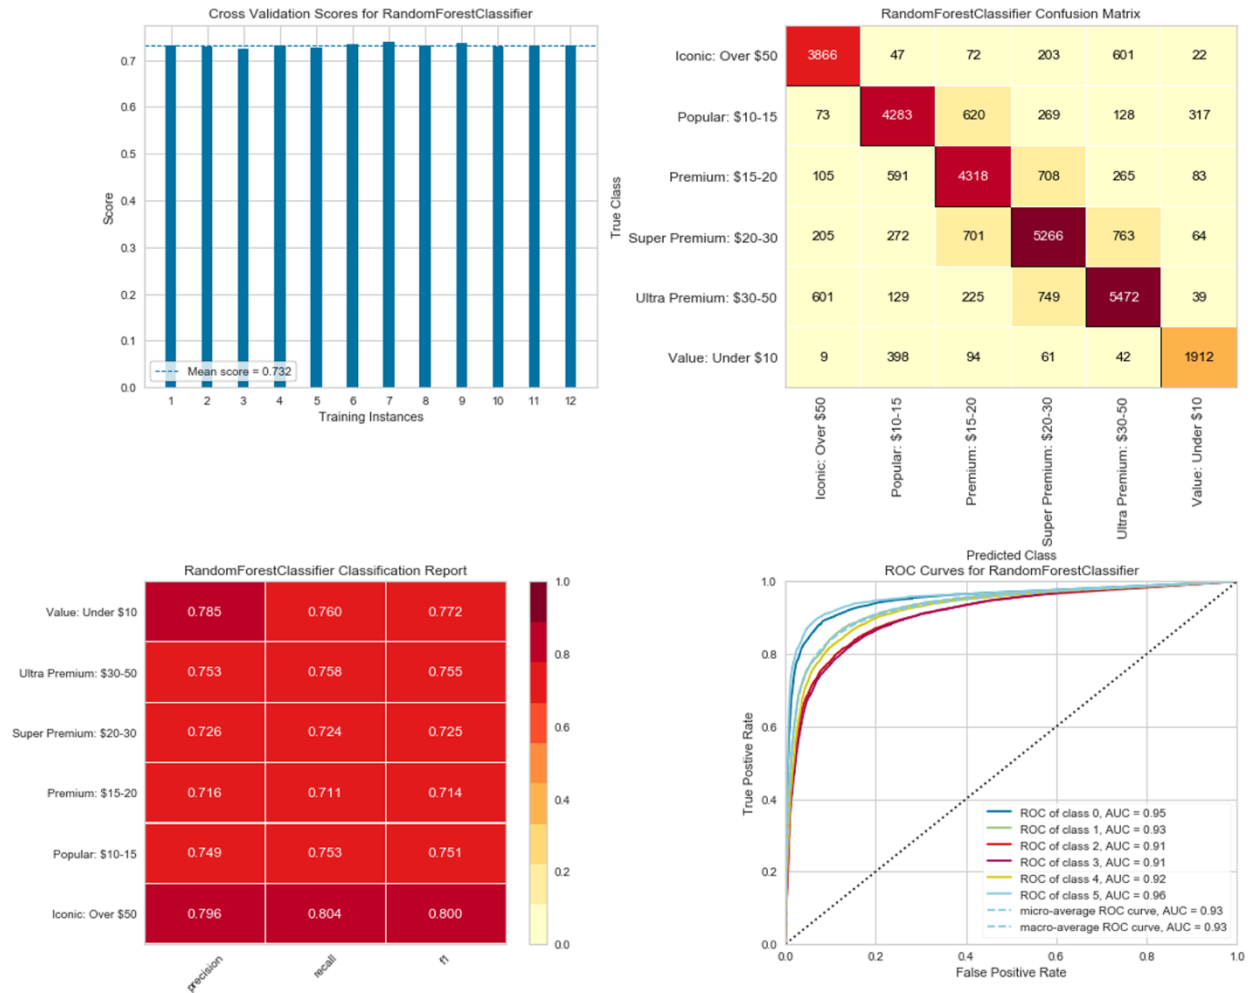 Cross Validation Scores for RandomForestClassifier
Score
0.7
0.6
0.5
0.4
0.3
0.2
0.1
0.0
Mean score = 0.732
1 2 3 4 5 6 7 8 9 10 11 12
Training Instances
RandomForestClassifier Confusion Matrix
True Class
Iconic: Over $50 3866 47 72 203 601 22
Popular: $10-15 73 4283 620 269 128 317
Premium: $15-20 105 591 4318 708 265 83
Super Premium: $20-30 205 272 701 5266 763 64
Ultra Premium: $30-50 601 129 225 749 5472 39
Value: Under $10 9 398 94 61 42 1912
Iconic: Over $50
Popular: $10-15
Premium: $15-20
Super Premium: $20-30
Ultra Premium: $30-50
Value: Under $10
Predicted Class
RandomForestClassifier Classification Report
Value: Under $10 0.785 0.760 0.772
Ultra Premium: $30-50 0.753 0.758 0.755
Super Premium: $20-30 0.726 0.724 0.725
Premium: $15-20 0.716 0.711 0.714
Popular: $10-15 0.749 0.753 0.751
Iconic: Over $50 0.796 0.804 0.800
precision
recall
f1
1.0
0.8
0.6
0.4
0.2
0.0
ROC Curves for RandomForestClassifier
True Postive Rate
1.0
0.8
0.6
0.4
0.2
0.0
ROC of class 0, AUC = 0.95
ROC of class 1, AUC = 0.93
ROC of class 2, AUC = 0.91
ROC of class 3, AUC = 0.91
ROC of class 4, AUC = 0.92
ROC of class 5, AUC = 0.96
micro-average ROC curve, AUC = 0.93
macro-average ROC curve, AUC = 0.93
0.0 0.2 0.4 0.6 0.8 1.0
False Positive Rate